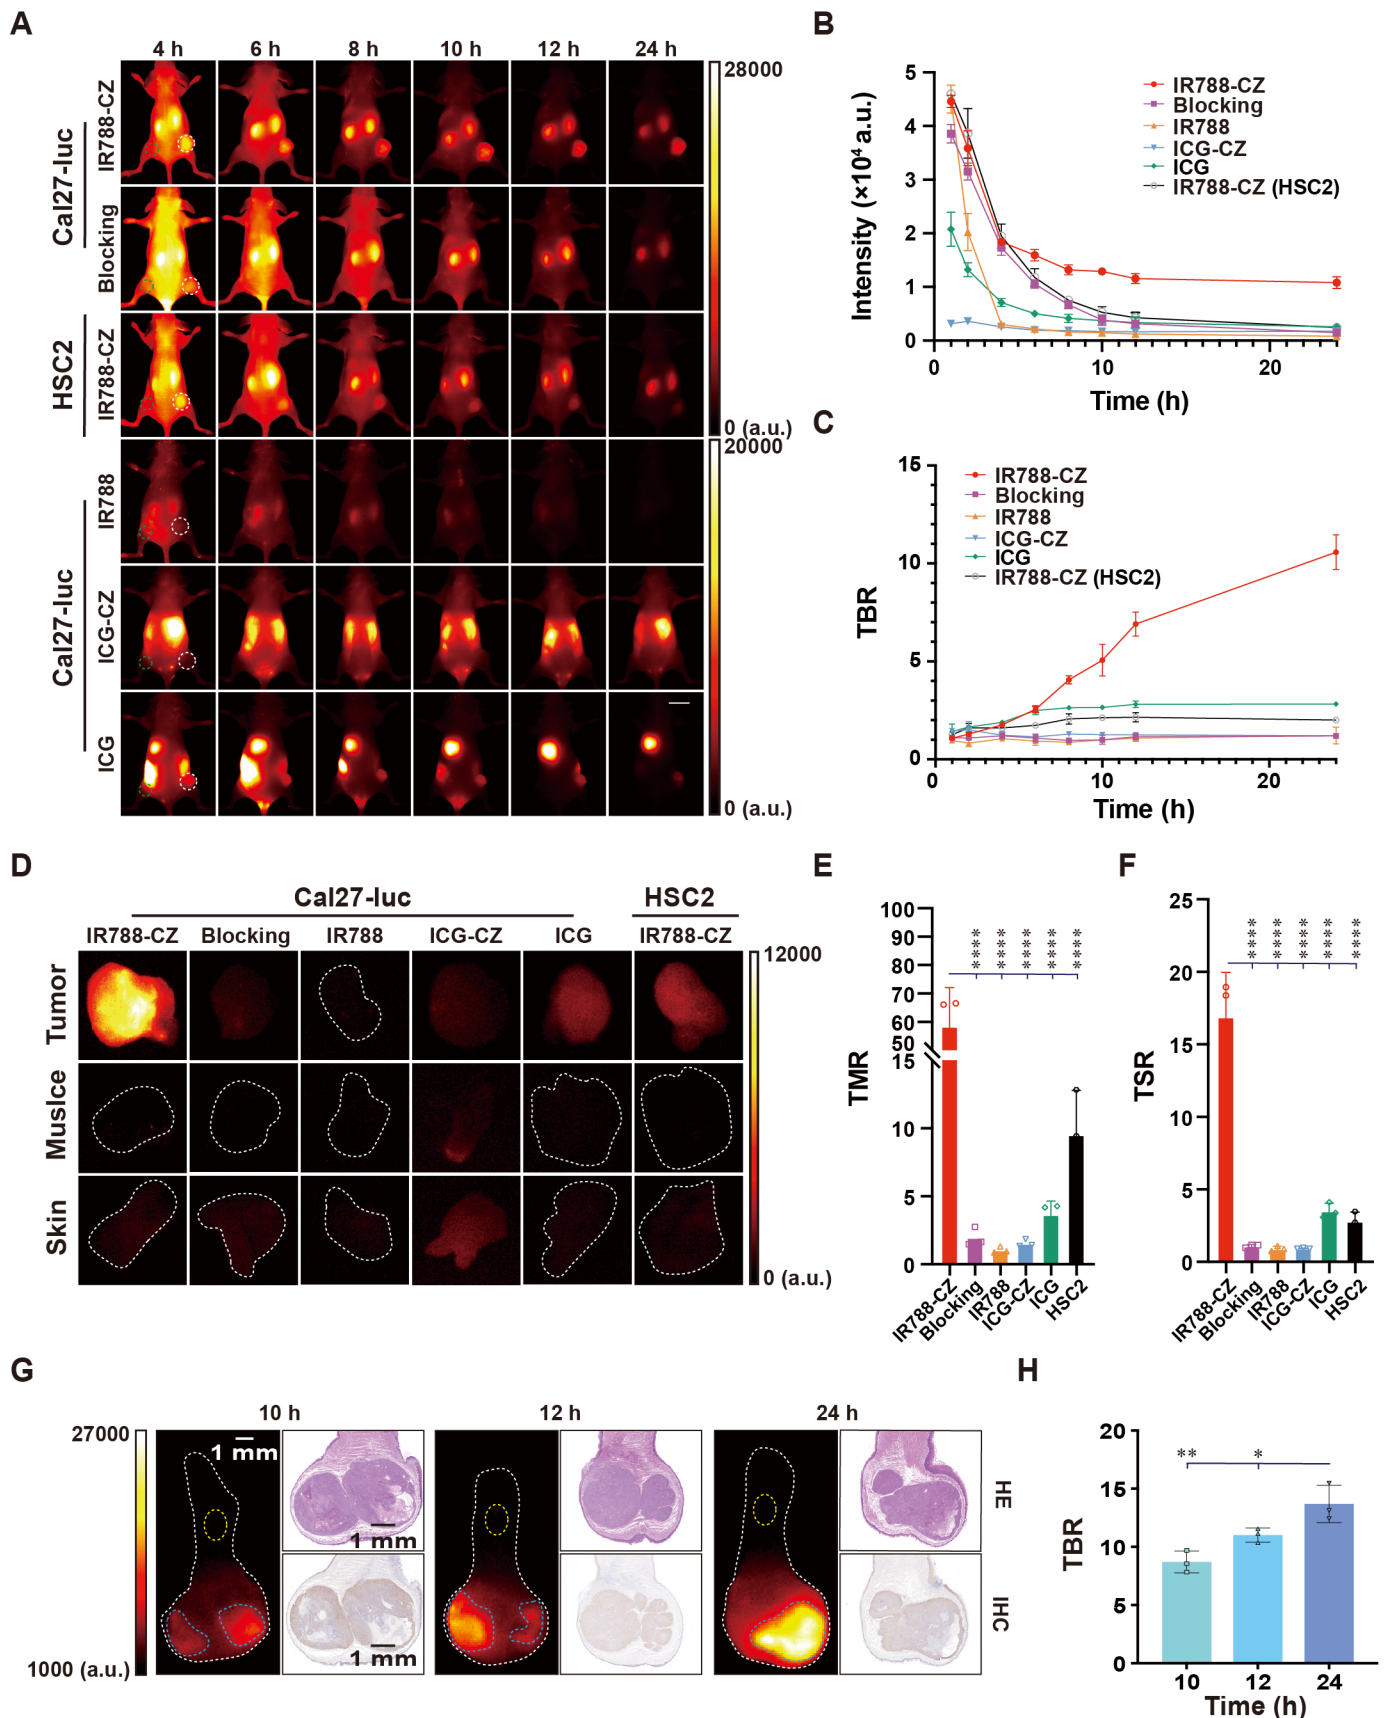 A
4 h 6 h 8 h 10 h 12 h 24 h
Cal27-luc
IR788-CZ
Blocking
HSC2
IR788-CZ
Cal27-luc
IR788
ICG-CZ
ICG
28000
0 (a.u.)
20000
0 (a.u.)
B
Intensity (×10⁴ a.u.)
5
4
3
2
1
0
0 10 20
Time (h)
IR788-CZ
Blocking
IR788
ICG-CZ
ICG
IR788-CZ (HSC2)
C
TBR
15
10
5
0
0 10 20
Time (h)
IR788-CZ
Blocking
IR788
ICG-CZ
ICG
IR788-CZ (HSC2)
D
Cal27-luc HSC2
IR788-CZ Blocking IR788 ICG-CZ ICG IR788-CZ
Tumor
Muslce
Skin
12000
0 (a.u.)
E
TMR
100
90
80
70
60
50
15
10
5
0
**** **** **** **** ****
IR788-CZ Blocking IR788 ICG-CZ ICG HSC2
F
TSR
25
20
15
10
5
0
**** **** **** **** ****
IR788-CZ Blocking IR788 ICG-CZ ICG HSC2
G
10 h 12 h 24 h
27000
1000 (a.u.)
1 mm
1 mm
1 mm
HE
IHC
H
TBR
20
15
10
5
0
** *
10 12 24
Time (h)